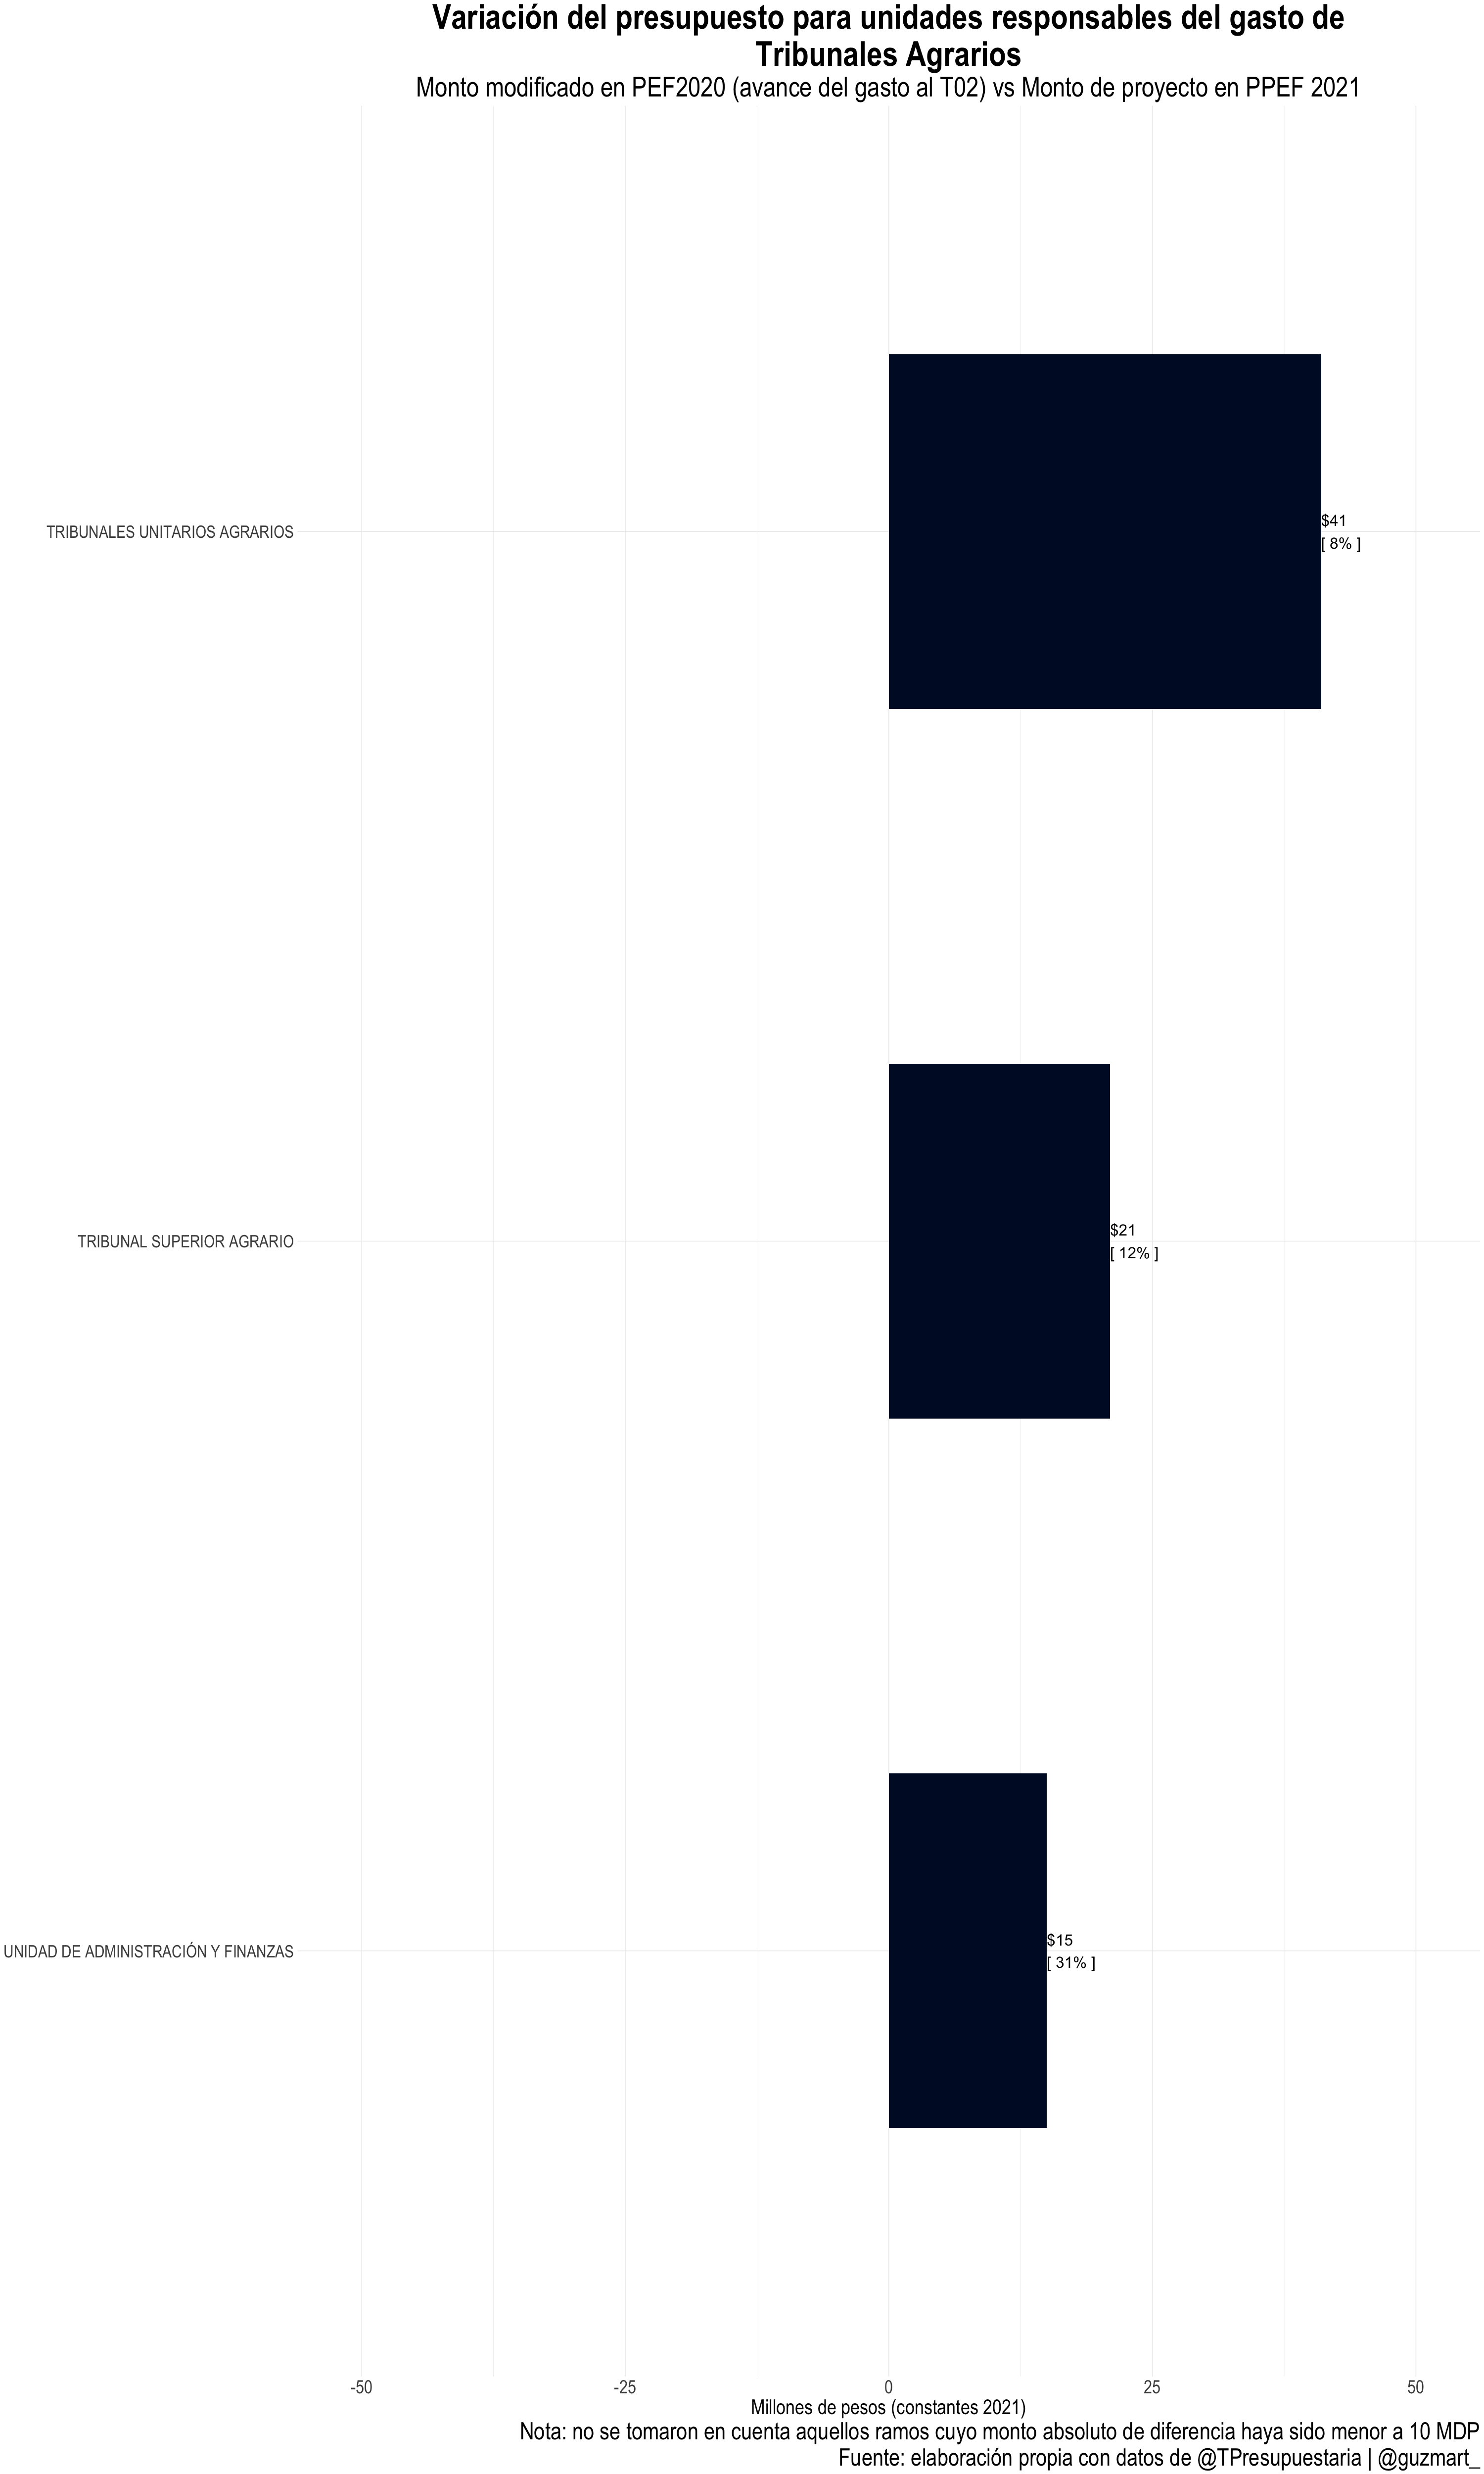 Variación del presupuesto para unidades responsables del gasto de
Tribunales Agrarios
Monto modificado en PEF2020 (avance del gasto al T02) vs Monto de proyecto en PPEF 2021
TRIBUNALES UNITARIOS AGRARIOS
$41
[ 8% ]
TRIBUNAL SUPERIOR AGRARIO
$21
[ 12% ]
UNIDAD DE ADMINISTRACIÓN Y FINANZAS
$15
[ 31% ]
-50 -25 0 25 50
Millones de pesos (constantes 2021)
Nota: no se tomaron en cuenta aquellos ramos cuyo monto absoluto de diferencia haya sido menor a 10 MDP
Fuente: elaboración propia con datos de @TPresupuestaria | @guzmart_